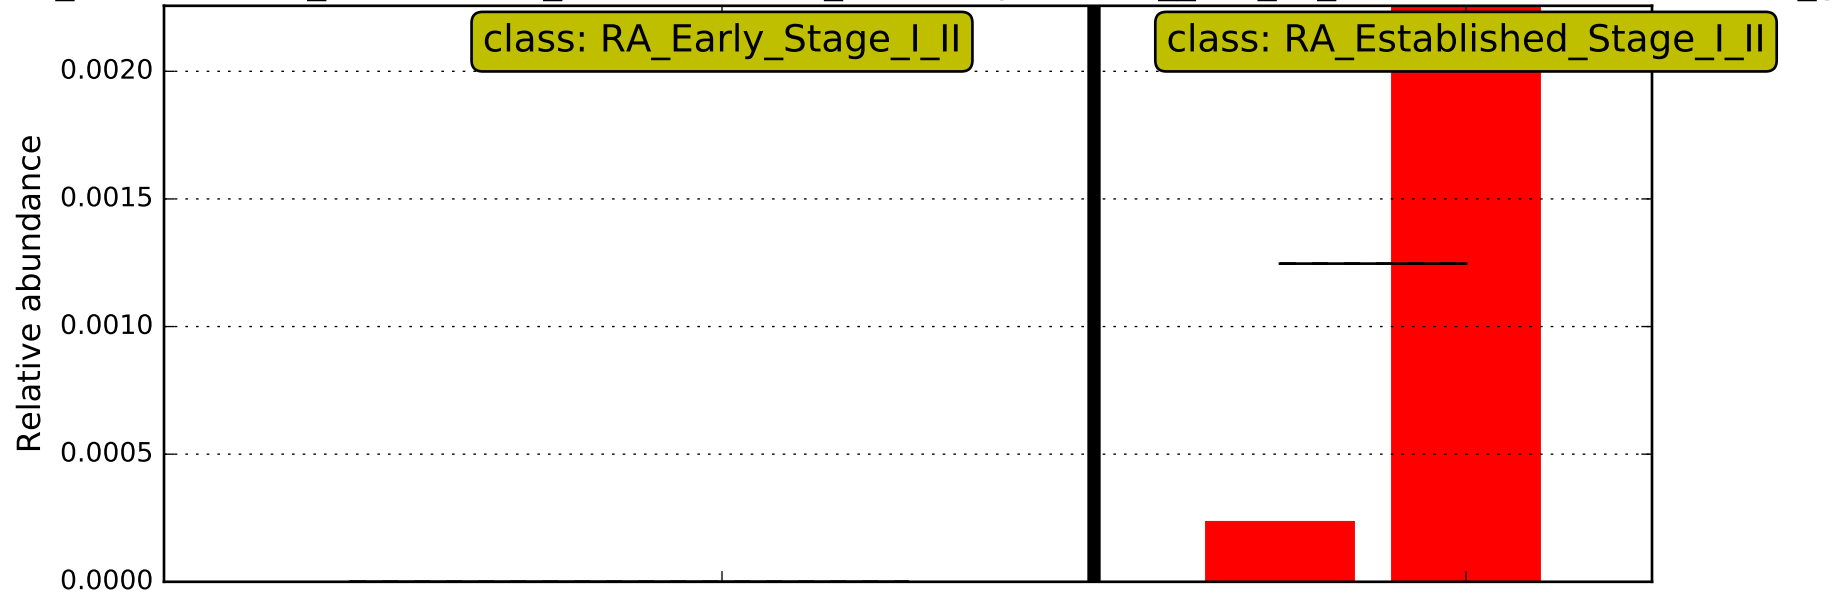 class: RA_Early_Stage_I_II
class: RA_Established_Stage_I_II
0.0020
0.0015
0.0010
0.0005
0.0000
Relative abundance